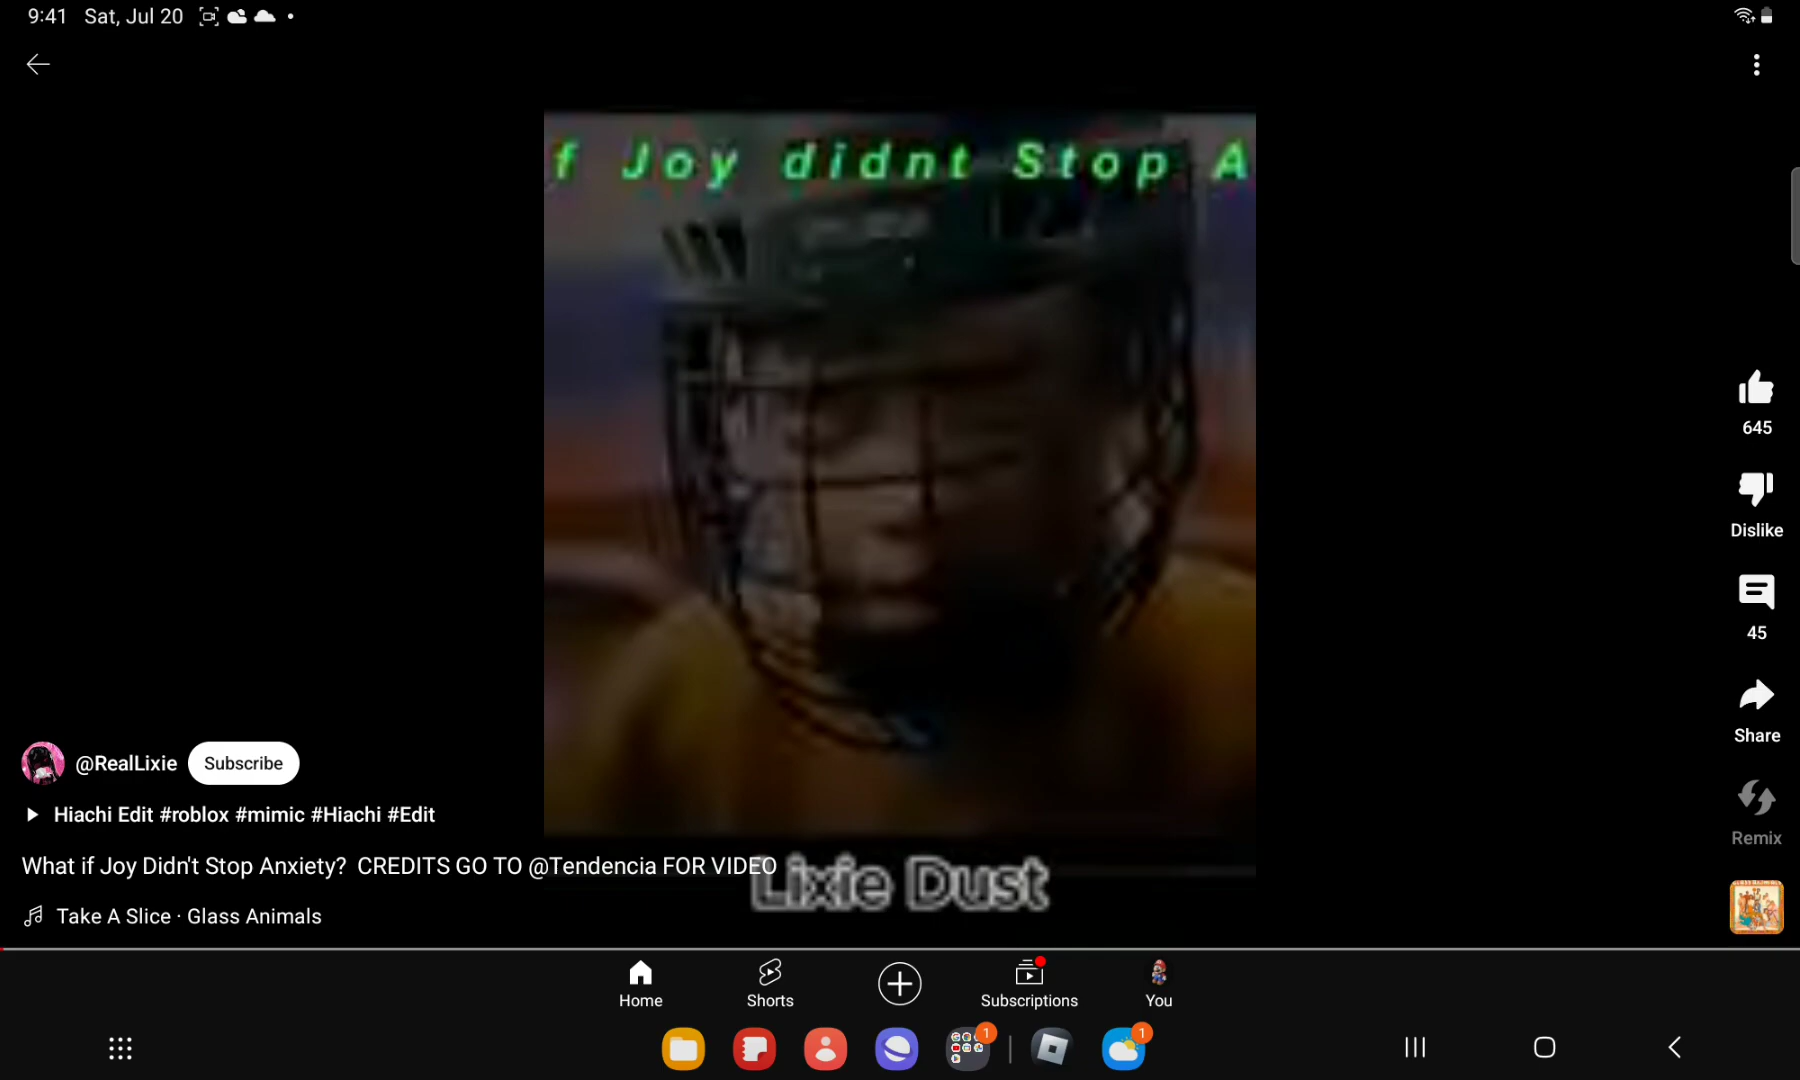 9:41 Sat, Jul 20
f Joy didnt Stop A
645
Dislike
45
Share
Remix
@RealLixie Subscribe
Hiachi Edit #roblox #mimic #Hiachi #Edit
What if Joy Didn't Stop Anxiety? CREDITS GO TO @Tendencia FOR VIDEO
Lixie Dust
Take A Slice · Glass Animals
Home Shorts Subscriptions You
1 1